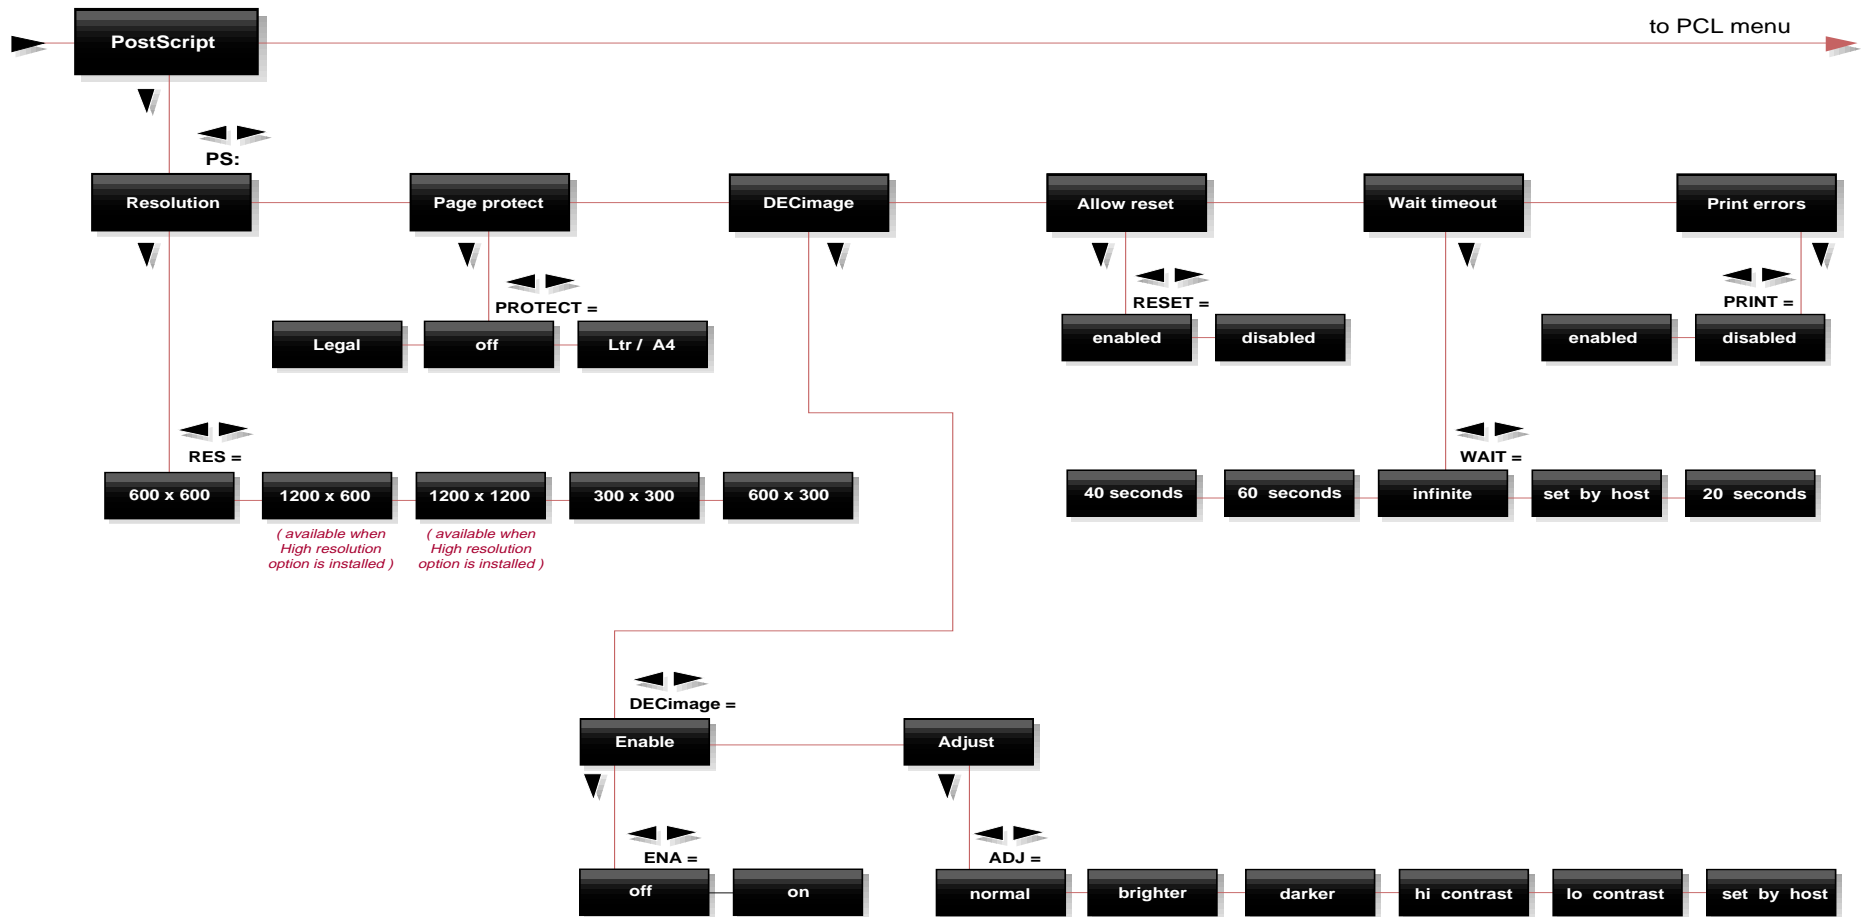 PostScript
to PCL menu
PS:
Resolution
Page protect
DECimage
Allow reset
Wait timeout
Print errors
PROTECT =
Legal
off
Ltr / A4
RESET =
enabled
disabled
PRINT =
enabled
disabled
RES =
600 x 600
1200 x 600
1200 x 1200
300 x 300
600 x 300
( available when
High resolution
option is installed )
( available when
High resolution
option is installed )
WAIT =
40 seconds
60 seconds
infinite
set by host
20 seconds
DECimage =
Enable
Adjust
ENA =
off
on
ADJ =
normal
brighter
darker
hi contrast
lo contrast
set by host